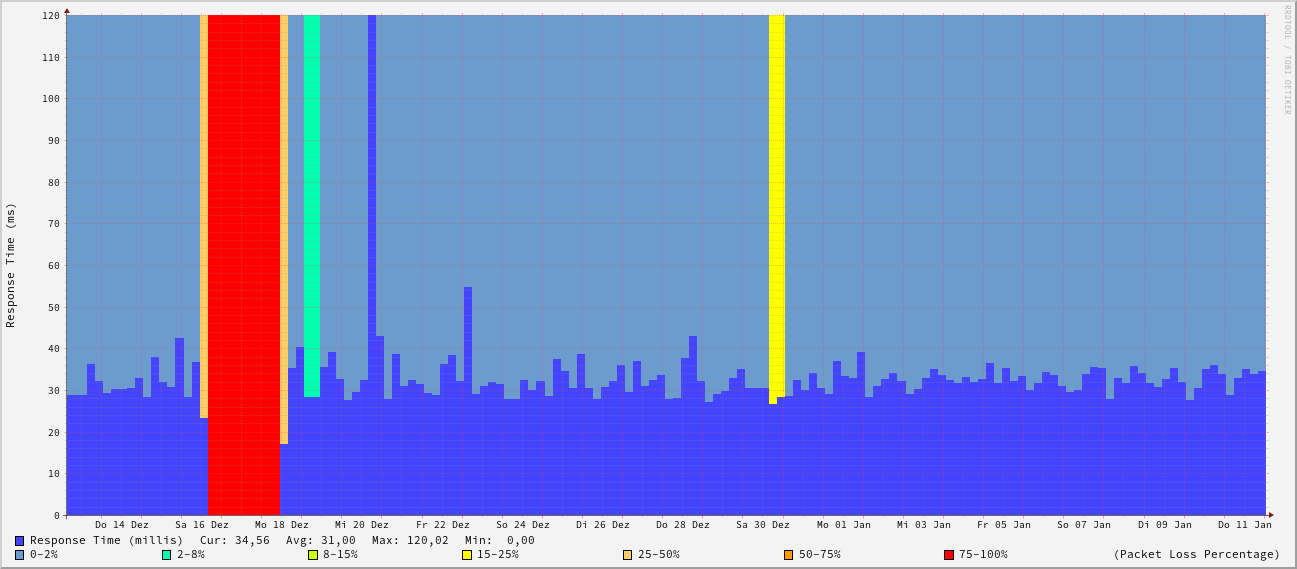 120
110
100
90
80
70
60
50
40
30
20
10
0
Response Time (ms)
RRDTOOL / TOBI OETIKER
Do 14 Dez Sa 16 Dez Mo 18 Dez Mi 20 Dez Fr 22 Dez So 24 Dez Di 26 Dez Do 28 Dez Sa 30 Dez Mo 01 Jan Mi 03 Jan Fr 05 Jan So 07 Jan Di 09 Jan Do 11 Jan
Response Time (millis) Cur: 34,56 Avg: 31,00 Max: 120,02 Min: 0,00
0-2% 2-8% 8-15% 15-25% 25-50% 50-75% 75-100% (Packet Loss Percentage)